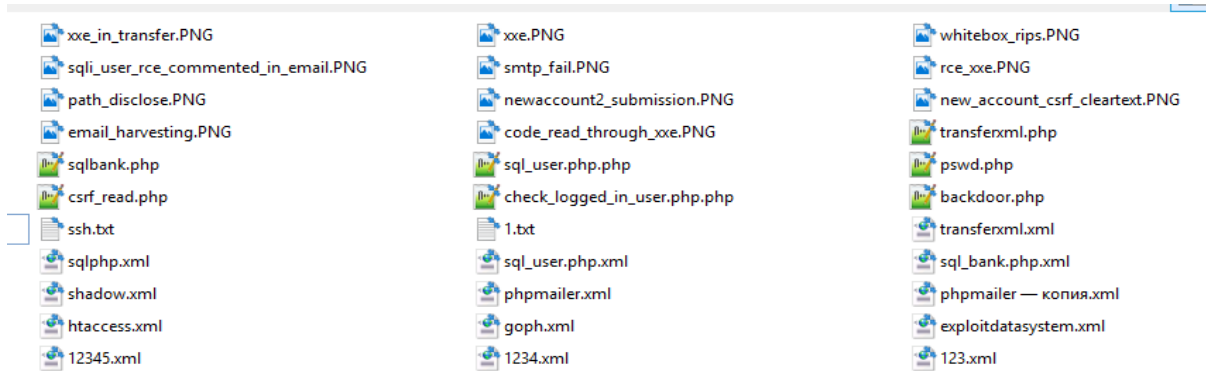 xxe_in_transfer.PNG xxe.PNG whitebox_rips.PNG
sqli_user_rce_commented_in_email.PNG smtp_fail.PNG rce_xxe.PNG
path_disclose.PNG newaccount2_submission.PNG new_account_csrf_cleartext.PNG
email_harvesting.PNG code_read_through_xxe.PNG transferxml.php
sqlbank.php sql_user.php.php pswd.php
csrf_read.php check_logged_in_user.php.php backdoor.php
ssh.txt 1.txt transferxml.xml
sqlphp.xml sql_user.php.xml sql_bank.php.xml
shadow.xml phpmailer.xml phpmailer — копия.xml
htaccess.xml goph.xml exploitdatasystem.xml
12345.xml 1234.xml 123.xml